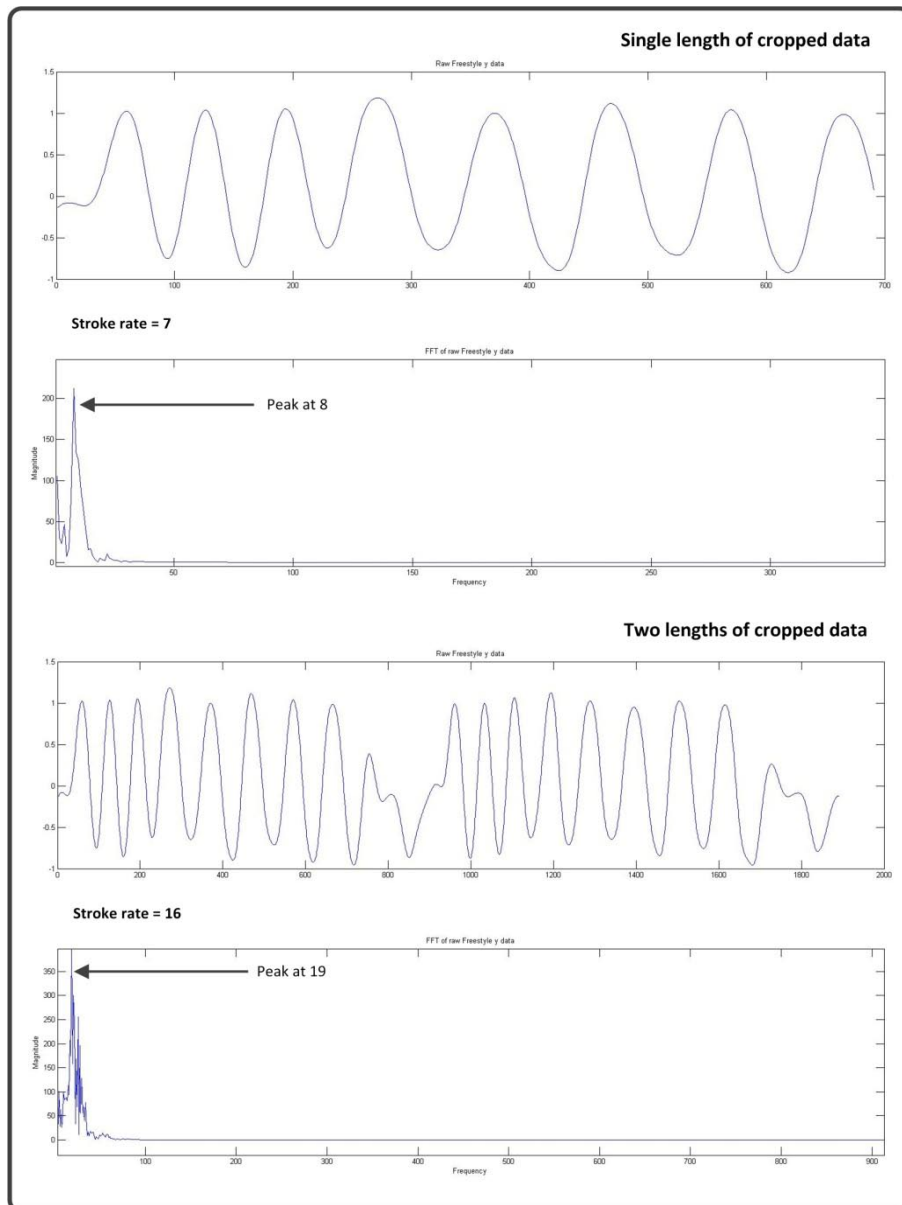 Single length of cropped data
Raw Freestyle y data
1.5
1
0.5
0
-0.5
-1
0 100 200 300 400 500 600 700
Stroke rate = 7
FFT of raw Freestyle y data
Peak at 8
200
150
100
50
0
Magnitude
50 100 150 200 250 300
Frequency
Two lengths of cropped data
Raw Freestyle y data
1.5
1
0.5
0
-0.5
-1
0 200 400 600 800 1000 1200 1400 1600 1800 2000
Stroke rate = 16
FFT of raw Freestyle y data
Peak at 19
350
300
250
200
150
100
50
0
Magnitude
100 200 300 400 500 600 700 800 900
Frequency